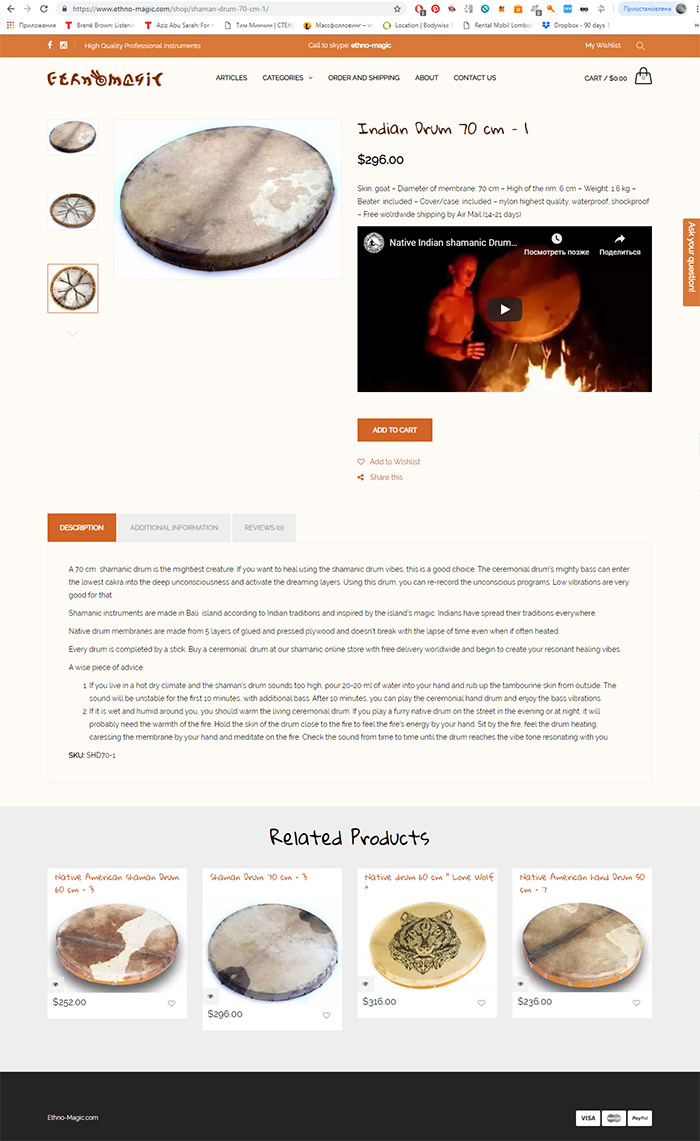 https://www.ethno-magic.com/shop/shaman-drum-70-cm-1/
Приостановлена
Приложения
Brené Brown: Listenin
Aziz Abu Sarah: For m
Тим Минчин | СТЕН
Массфолловинг – ч
Location | Bodywise |
Rental Mobil Lombok
Dropbox - 90 days T
High Quality Professional Instruments
Call to skype: ethno-magic
My Wishlist
ETHNOMAGIC
ARTICLES
CATEGORIES
ORDER AND SHIPPING
ABOUT
CONTACT US
CART / $0.00
0
Indian Drum 70 cm – 1
$296.00
Skin: goat – Diameter of membrane: 70 cm – High of the rim: 6 cm – Weight: 1.6 kg –
Beater: included – Cover/case: included – nylon highest quality, waterproof, shockproof
– Free wolrdwide shipping by Air Mail (14-21 days)
Ask your question!
Native Indian shamanic Drum...
Посмотреть позже
Поделиться
ADD TO CART
Add to Wishlist
Share this
DESCRIPTION
ADDITIONAL INFORMATION
REVIEWS (0)
A 70 cm shamanic drum is the mightiest creature. If you want to heal using the shamanic drum vibes, this is a good choice. The ceremonial drum's mighty bass can enter
the lowest cakra into the deep unconsciousness and activate the dreaming layers. Using this drum, you can re-record the unconscious programs. Low vibrations are very
good for that.
Shamanic instruments are made in Bali island according to Indian traditions and inspired by the island's magic. Indians have spread their traditions everywhere.
Native drum membranes are made from 5 layers of glued and pressed plywood and doesn't break with the lapse of time even when if often heated.
Every drum is completed by a stick. Buy a ceremonial drum at our shamanic online store with free delivery worldwide and begin to create your resonant healing vibes.
A wise piece of advice:
1. If you live in a hot dry climate and the shaman's drum sounds too high, pour 20-20 ml of water into your hand and rub up the tambourine skin from outside. The
sound will be unstable for the first 10 minutes, with additional bass. After 10 minutes, you can play the ceremonial hand drum and enjoy the bass vibrations.
2. If it is wet and humid around you, you should warm the living ceremonial drum. If you play a furry native drum on the street in the evening or at night, it will
probably need the warmth of the fire. Hold the skin of the drum close to the fire to feel the fire's energy by your hand. Sit by the fire, feel the drum heating,
caressing the membrane by your hand and meditate on the fire. Check the sound from time to time until the drum reaches the vibe tone resonating with you.
SKU: SHD70-1
Related Products
Native American Shaman Drum
60 cm – 3
$252.00
Shaman Drum 70 cm – 3
$296.00
Native drum 60 cm " Lone Wolf
"
$316.00
Native American hand Drum 50
cm – 7
$236.00
Ethno-Magic.com
VISA
MasterCard
PayPal